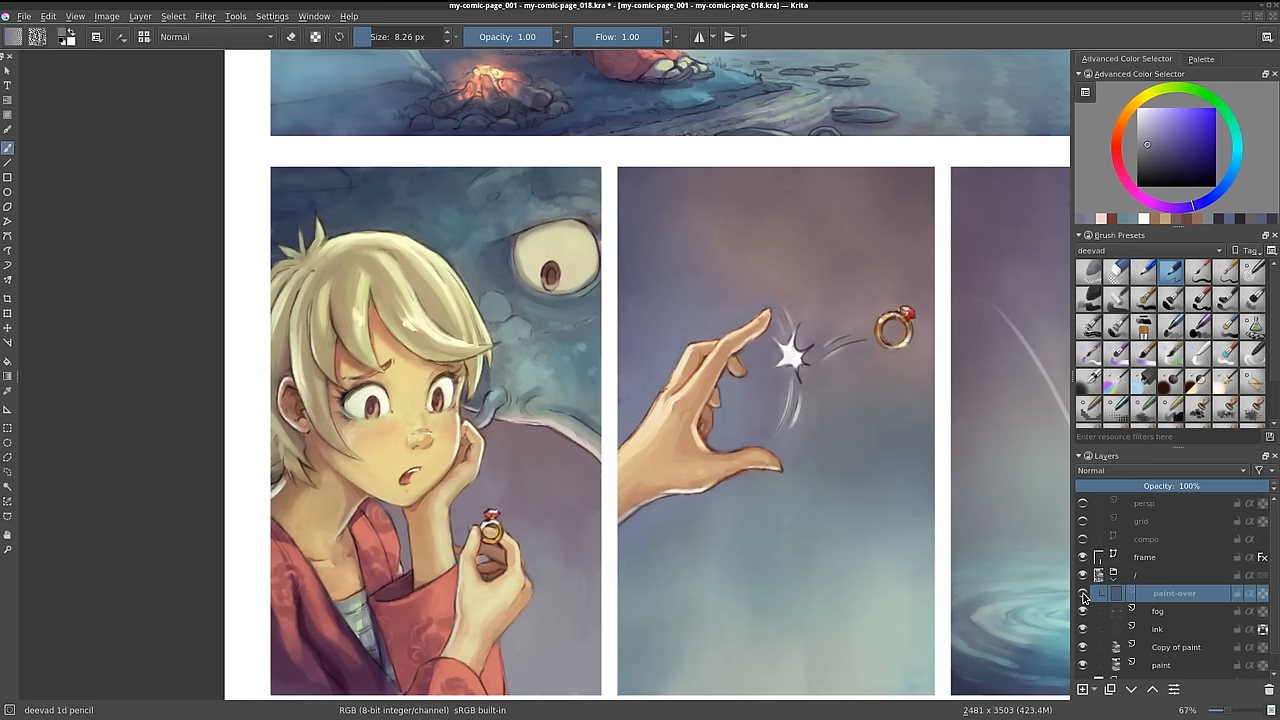 my-comic-page_001 - my-comic-page_018.kra * - [my-comic-page_001 - my-comic-page_018.kra] — Krita
File Edit View Image Layer Select Filter Tools Settings Window Help
Normal Size: 8.26 px Opacity: 1.00 Flow: 1.00
Advanced Color Selector Palette
Advanced Color Selector
Brush Presets
deevad Tag
Enter resource filters here
Layers
Normal
Opacity: 100%
persp
grid
compo
frame Fx
/
paint-over
fog
ink
Copy of paint
paint
deevad 1d pencil RGB (8-bit integer/channel) sRGB built-in 2481 x 3503 (423.4M) 67%